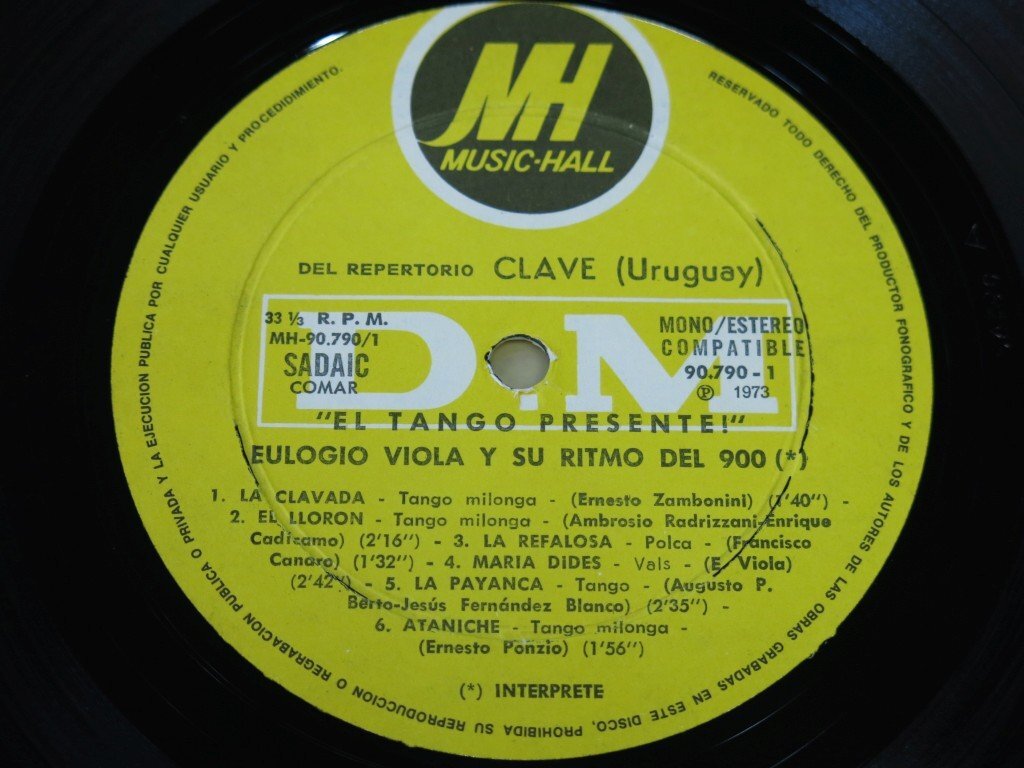 MH
MUSIC-HALL
DEL REPERTORIO CLAVE (Uruguay)
33 ⅓ R. P. M.
MH-90.790/1
SADAIC
COMAR
D.M
MONO/ESTEREO
COMPATIBLE
90.790 - 1
Ⓟ 1973
"EL TANGO PRESENTE!"
EULOGIO VIOLA Y SU RITMO DEL 900 (*)
1. LA CLAVADA - Tango milonga - (Ernesto Zambonini) (1'40") -
2. EL LLORON - Tango milonga - (Ambrosio Radrizzani-Enrique
Cadícamo) (2'16") - 3. LA REFALOSA - Polca - (Francisco
Canaro) (1'32") - 4. MARIA DIDES - Vals - (E. Viola)
(2'42") - 5. LA PAYANCA - Tango - (Augusto P.
Berto-Jesús Fernández Blanco) (2'35") -
6. ATANICHE - Tango milonga -
(Ernesto Ponzio) (1'56")
(*) INTERPRETE
RESERVADO TODO DERECHO DEL PRODUCTOR FONOGRAFICO Y DE LOS AUTORES DE LAS OBRAS GRABADAS EN ESTE DISCO, PROHIBIDA SU REPRODUCCION O REGRABACION PUBLICA O PRIVADA Y LA EJECUCION PUBLICA POR CUALQUIER USUARIO Y PROCEDIDIMIENTO.